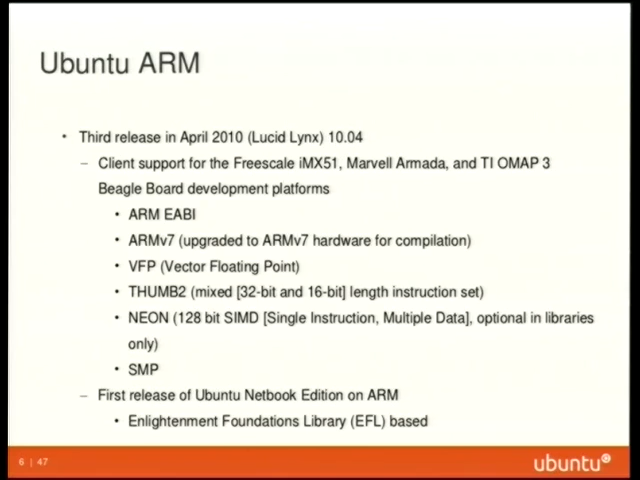 Ubuntu ARM
• Third release in April 2010 (Lucid Lynx) 10.04
– Client support for the Freescale iMX51, Marvell Armada, and TI OMAP 3
Beagle Board development platforms
• ARM EABI
• ARMv7 (upgraded to ARMv7 hardware for compilation)
• VFP (Vector Floating Point)
• THUMB2 (mixed [32-bit and 16-bit] length instruction set)
• NEON (128 bit SIMD [Single Instruction, Multiple Data], optional in libraries
only)
• SMP
– First release of Ubuntu Netbook Edition on ARM
• Enlightenment Foundations Library (EFL) based
6 | 47
ubuntu®